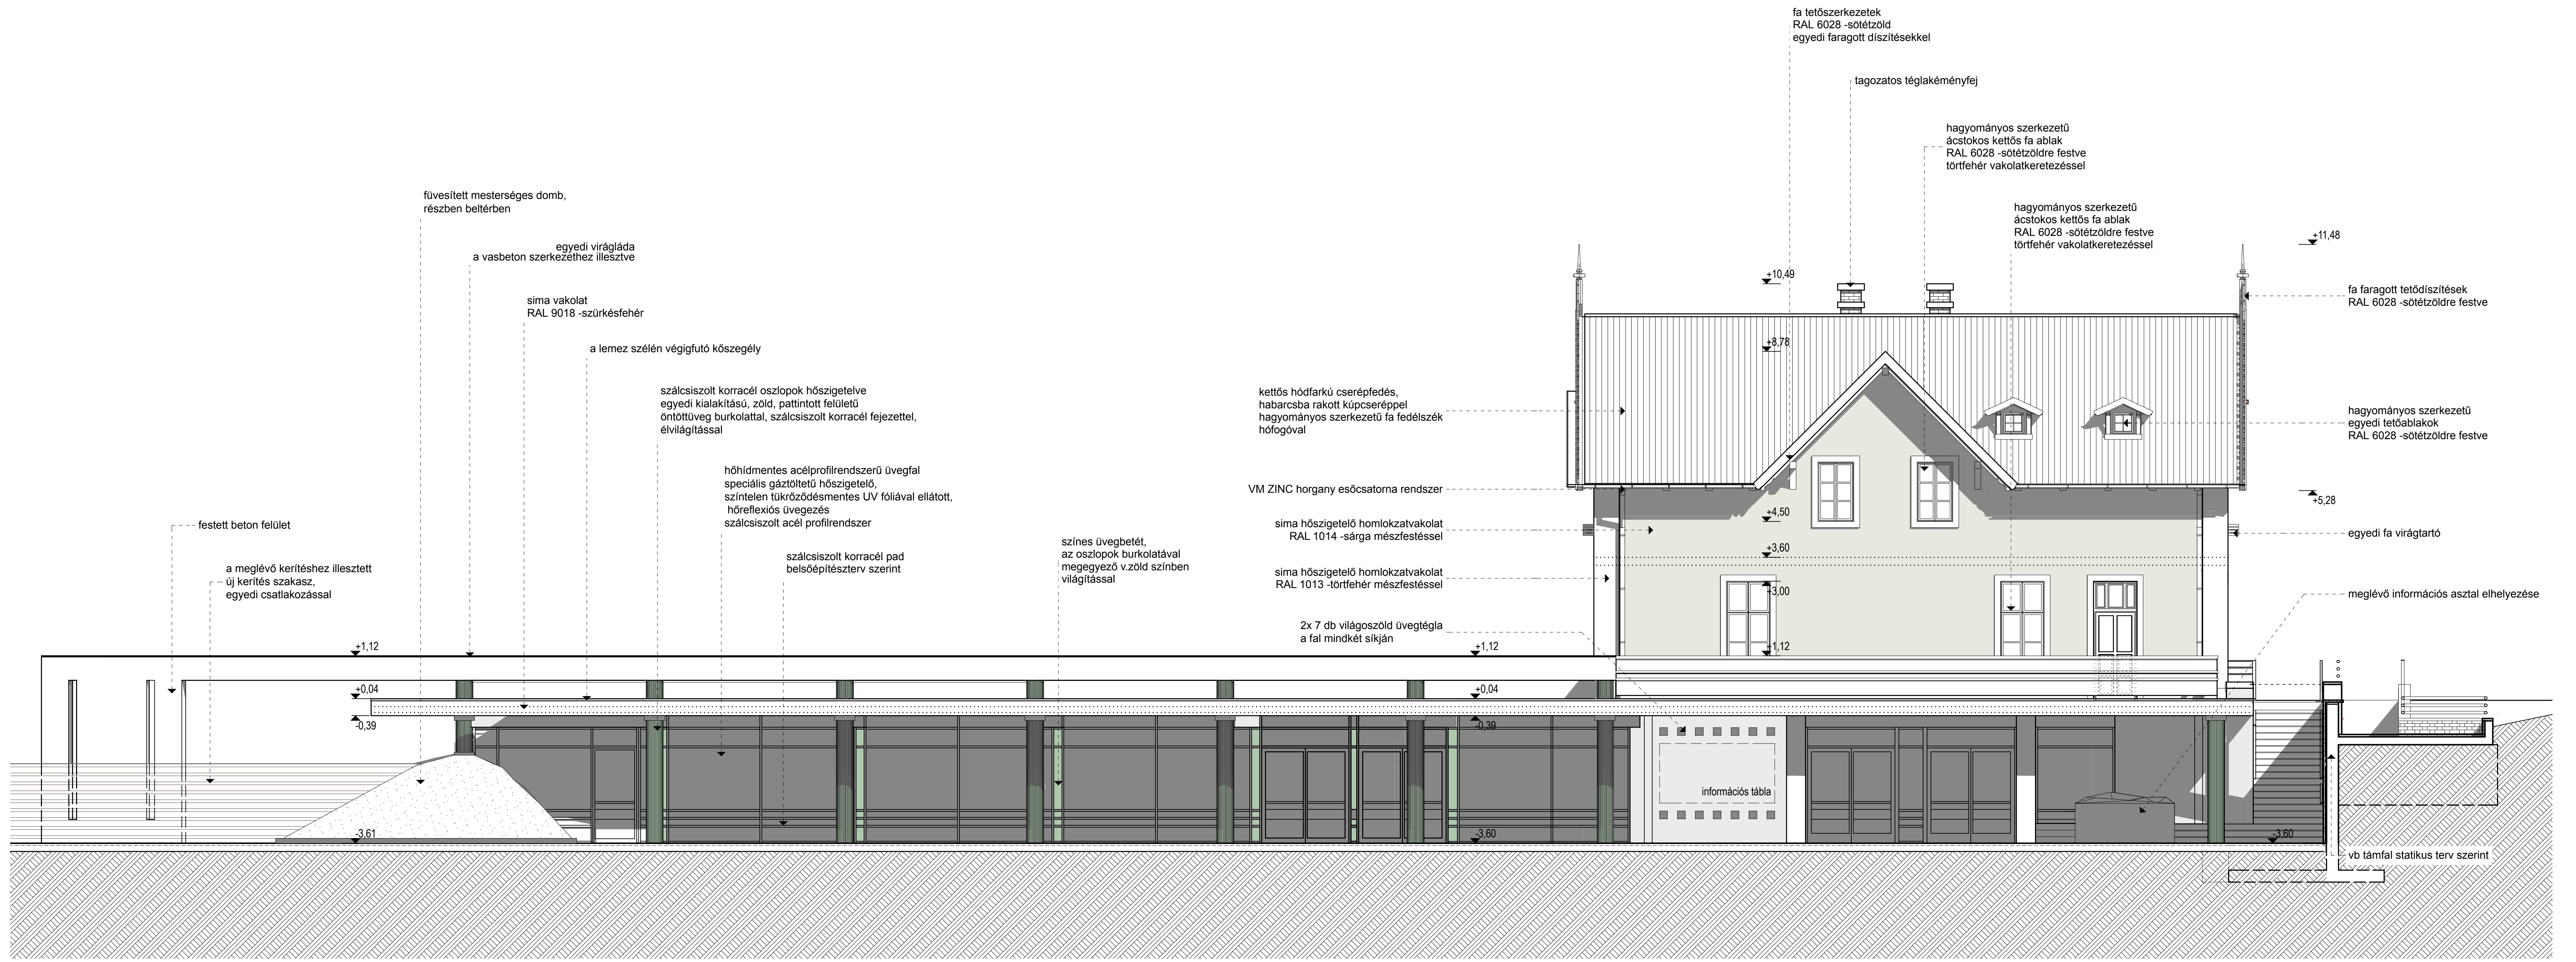 fa tetőszerkezetek
RAL 6028 -sötétzöld
egyedi faragott díszítésekkel
tagozatos téglakéményfej
hagyományos szerkezetű
ácstokos kettős fa ablak
RAL 6028 -sötétzöldre festve
törtfehér vakolatkeretezéssel
hagyományos szerkezetű
ácstokos kettős fa ablak
RAL 6028 -sötétzöldre festve
törtfehér vakolatkeretezéssel
füvesített mesterséges domb,
részben beltérben
egyedi virágláda
a vasbeton szerkezethez illesztve
sima vakolat
RAL 9018 -szürkésfehér
a lemez szélén végigfutó kőszegély
szálcsiszolt korracél oszlopok hőszigetelve
egyedi kialakítású, zöld, pattintott felületű
öntöttüveg burkolattal, szálcsiszolt korracél fejezettel,
élvilágítással
hőhídmentes acélprofilrendszerű üvegfal
speciális gáztöltetű hőszigetelő,
színtelen tükröződésmentes UV fóliával ellátott,
hőreflexiós üvegezés
szálcsiszolt acél profilrendszer
festett beton felület
a meglévő kerítéshez illesztett
új kerítés szakasz,
egyedi csatlakozással
szálcsiszolt korracél pad
belsőépítészterv szerint
színes üvegbetét,
az oszlopok burkolatával
megegyező v.zöld színben
világítással
kettős hódfarkú cserépfedés,
habarcsba rakott kúpcseréppel
hagyományos szerkezetű fa fedélszék
hófogóval
VM ZINC horgany esőcsatorna rendszer
sima hőszigetelő homlokzatvakolat
RAL 1014 -sárga mészfestéssel
sima hőszigetelő homlokzatvakolat
RAL 1013 -törtfehér mészfestéssel
2x 7 db világoszöld üvegtégla
a fal mindkét síkján
+11,48
+10,49
+8,78
+5,28
+4,50
+3,60
+3,00
+1,12
+1,12
+1,12
+0,04
+0,04
-0,39
-0,39
-3,61
-3,60
-3,60
fa faragott tetődíszítések
RAL 6028 -sötétzöldre festve
hagyományos szerkezetű
egyedi tetőablakok
RAL 6028 -sötétzöldre festve
egyedi fa virágtartó
meglévő információs asztal elhelyezése
információs tábla
vb támfal statikus terv szerint